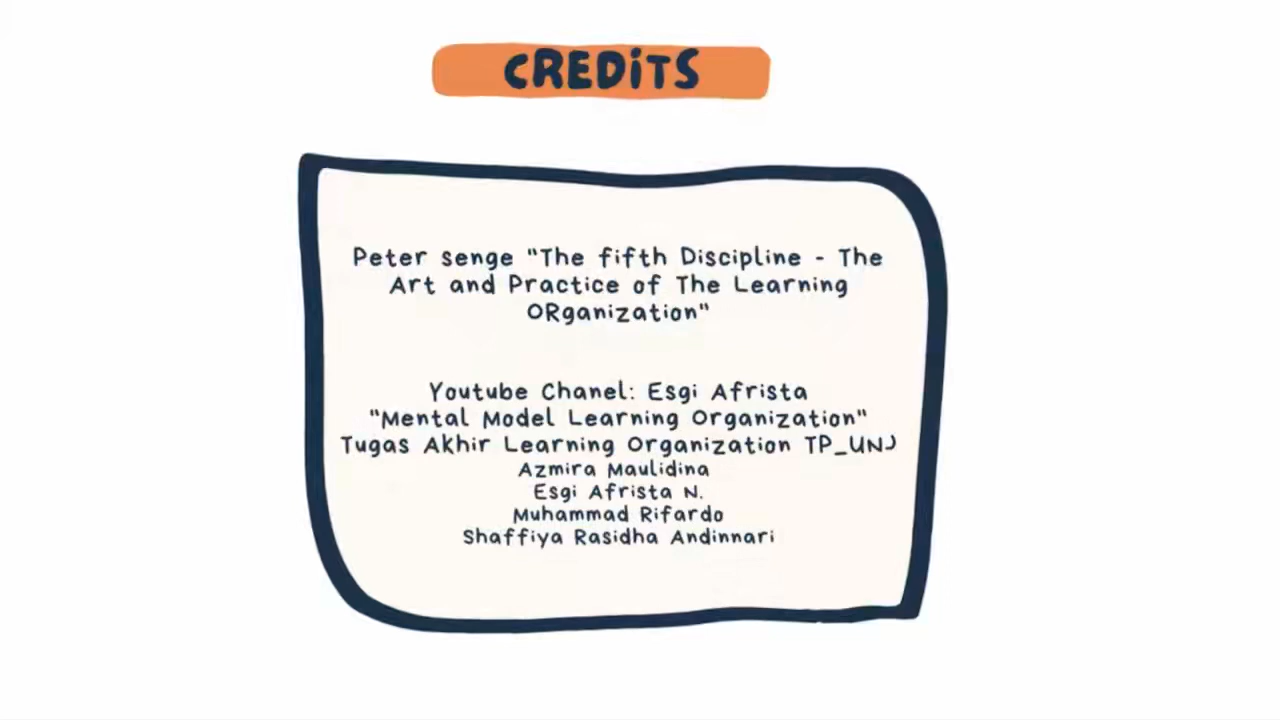 CREDiTS
Peter senge "The fifth Discipline - The
Art and Practice of The Learning
ORganization"
Youtube Chanel: Esgi Afrista
"Mental Model Learning Organization"
Tugas Akhir Learning Organization TP_UNJ
Azmira Maulidina
Esgi Afrista N.
Muhammad Rifardo
Shaffiya Rasidha Andinnari